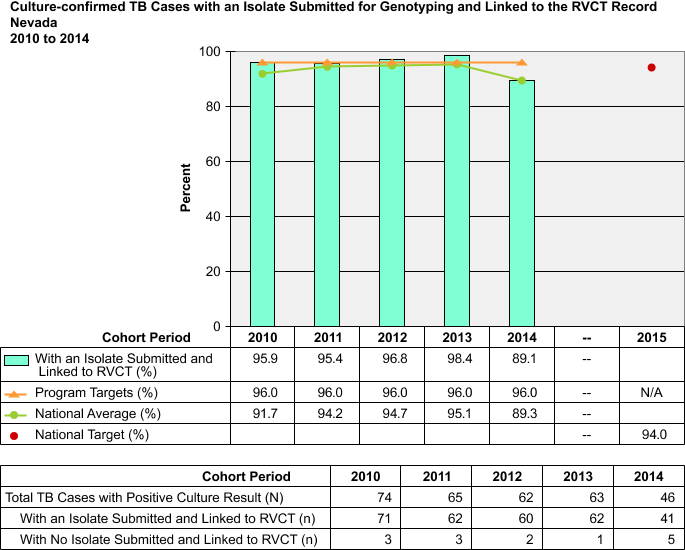 Culture-confirmed TB Cases with an Isolate Submitted for Genotyping and Linked to the RVCT Record
Nevada
2010 to 2014
100
80
60
40
20
0
Percent
Cohort Period 2010 2011 2012 2013 2014 -- 2015
With an Isolate Submitted and
Linked to RVCT (%) 95.9 95.4 96.8 98.4 89.1 --
Program Targets (%) 96.0 96.0 96.0 96.0 96.0 -- N/A
National Average (%) 91.7 94.2 94.7 95.1 89.3 --
National Target (%) -- 94.0
Cohort Period 2010 2011 2012 2013 2014
Total TB Cases with Positive Culture Result (N) 74 65 62 63 46
With an Isolate Submitted and Linked to RVCT (n) 71 62 60 62 41
With No Isolate Submitted and Linked to RVCT (n) 3 3 2 1 5